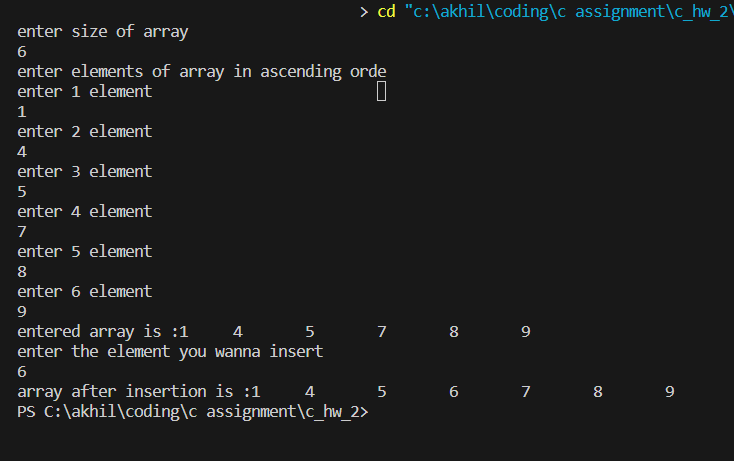 > cd "c:\akhil\coding\c assignment\c_hw_2\
enter size of array
6
enter elements of array in ascending orde
enter 1 element
1
enter 2 element
4
enter 3 element
5
enter 4 element
7
enter 5 element
8
enter 6 element
9
entered array is :1 4 5 7 8 9
enter the element you wanna insert
6
array after insertion is :1 4 5 6 7 8 9
PS C:\akhil\coding\c assignment\c_hw_2>